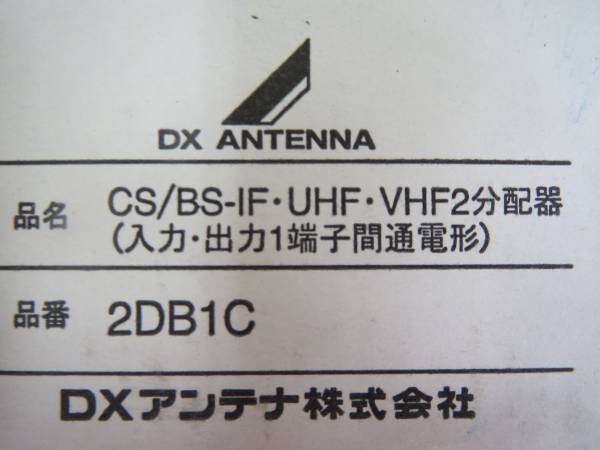 DX ANTENNA
品名 CS/BS-IF・UHF・VHF2分配器
(入力・出力1端子間通電形)
品番 2DB1C
DXアンテナ株式会社